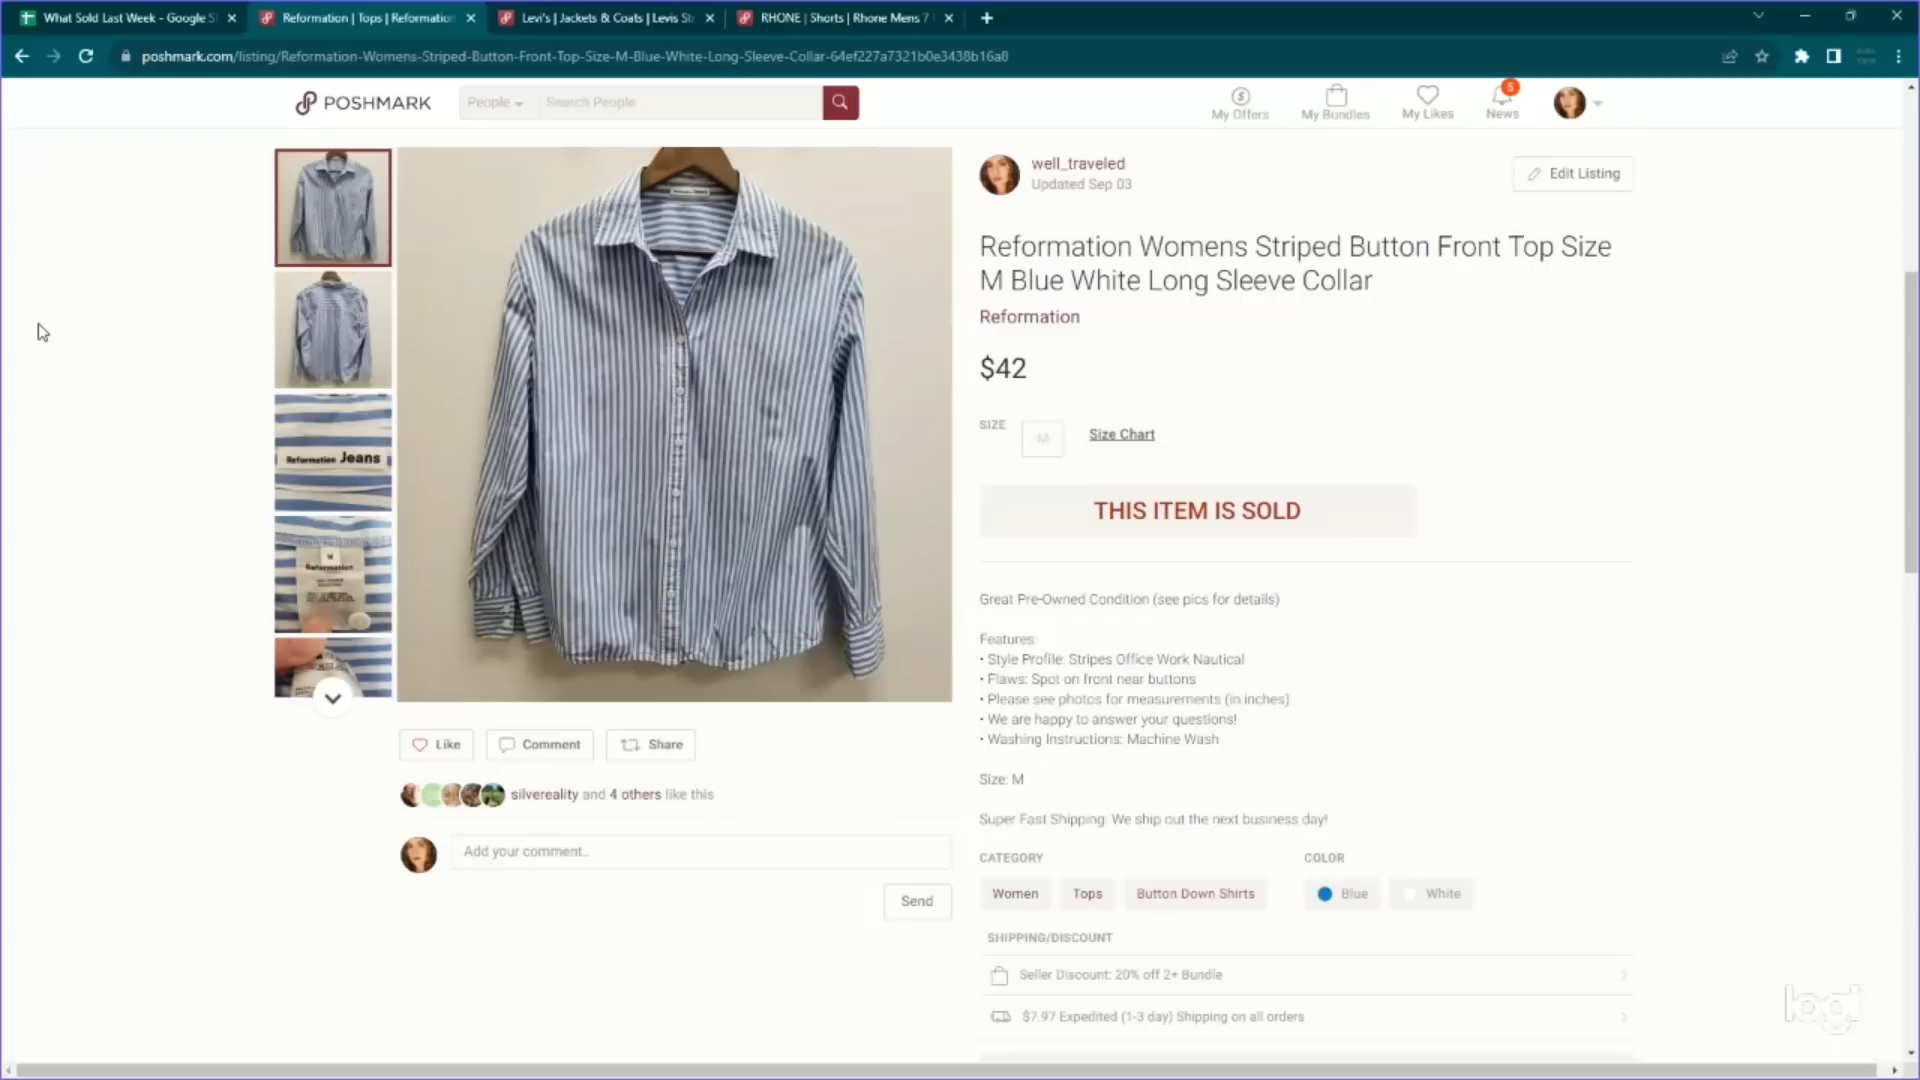 What Sold Last Week - Google S
Reformation | Tops | Reformation
Levi's | Jackets & Coats | Levis St
RHONE | Shorts | Rhone Mens 7
poshmark.com/listing/Reformation-Womens-Striped-Button-Front-Top-Size-M-Blue-White-Long-Sleeve-Collar-64ef227a7321b0e3438b16a8
POSHMARK
People
Search People
My Offers
My Bundles
My Likes
5
News
well_traveled
Updated Sep 03
Edit Listing
Reformation Womens Striped Button Front Top Size
M Blue White Long Sleeve Collar
Reformation
$42
SIZE
M
Size Chart
THIS ITEM IS SOLD
Great Pre-Owned Condition (see pics for details)
Features:
• Style Profile: Stripes Office Work Nautical
• Flaws: Spot on front near buttons
• Please see photos for measurements (in inches)
• We are happy to answer your questions!
• Washing Instructions: Machine Wash
Size: M
Super Fast Shipping: We ship out the next business day!
CATEGORY
COLOR
Women
Tops
Button Down Shirts
Blue
White
SHIPPING/DISCOUNT
Seller Discount: 20% off 2+ Bundle
$7.97 Expedited (1-3 day) Shipping on all orders
Reformation Jeans
M
Reformation
Like
Comment
Share
silvereality and 4 others like this
Add your comment..
Send
logi